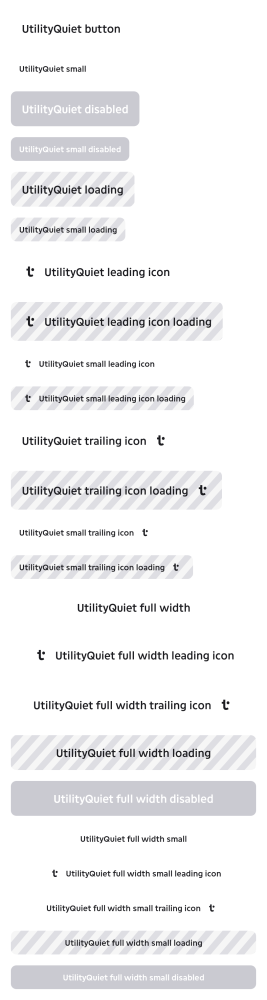 UtilityQuiet button
UtilityQuiet small
UtilityQuiet disabled
UtilityQuiet small disabled
UtilityQuiet loading
UtilityQuiet small loading
UtilityQuiet leading icon
UtilityQuiet leading icon loading
UtilityQuiet small leading icon
UtilityQuiet small leading icon loading
UtilityQuiet trailing icon
UtilityQuiet trailing icon loading
UtilityQuiet small trailing icon
UtilityQuiet small trailing icon loading
UtilityQuiet full width
UtilityQuiet full width leading icon
UtilityQuiet full width trailing icon
UtilityQuiet full width loading
UtilityQuiet full width disabled
UtilityQuiet full width small
UtilityQuiet full width small leading icon
UtilityQuiet full width small trailing icon
UtilityQuiet full width small loading
UtilityQuiet full width small disabled